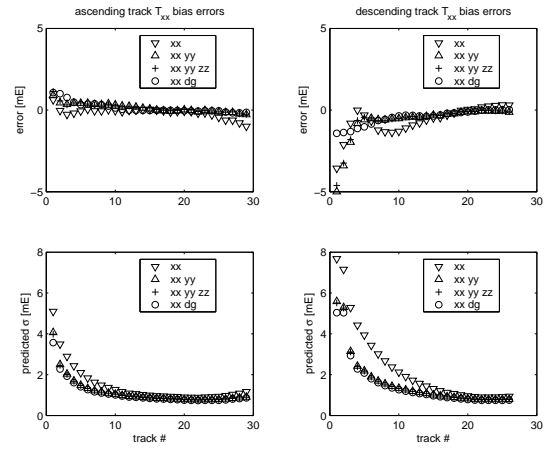 ascending track Txx bias errors
5
0
−5
error [mE]
0
10
20
30
xx
xx yy
xx yy zz
xx dg
descending track Txx bias errors
5
0
−5
error [mE]
0
10
20
30
xx
xx yy
xx yy zz
xx dg
8
6
4
2
0
predicted σ [mE]
0
10
20
30
track #
xx
xx yy
xx yy zz
xx dg
8
6
4
2
0
predicted σ [mE]
0
10
20
30
track #
xx
xx yy
xx yy zz
xx dg